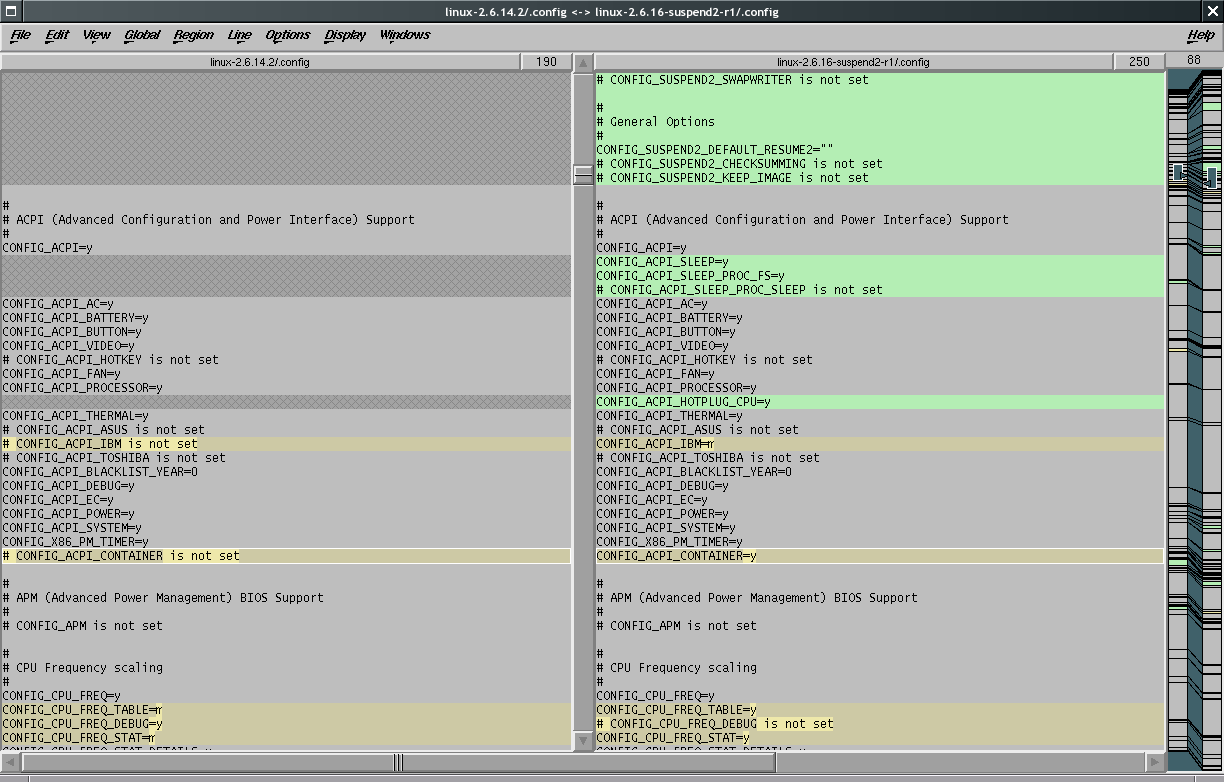 linux-2.6.14.2/.config <-> linux-2.6.16-suspend2-r1/.config
File Edit View Global Region Line Options Display Windows Help
linux-2.6.14.2/.config 190
linux-2.6.16-suspend2-r1/.config 250 88
#
# ACPI (Advanced Configuration and Power Interface) Support
#
CONFIG_ACPI=y
CONFIG_ACPI_AC=y
CONFIG_ACPI_BATTERY=y
CONFIG_ACPI_BUTTON=y
CONFIG_ACPI_VIDEO=y
# CONFIG_ACPI_HOTKEY is not set
CONFIG_ACPI_FAN=y
CONFIG_ACPI_PROCESSOR=y
CONFIG_ACPI_THERMAL=y
# CONFIG_ACPI_ASUS is not set
# CONFIG_ACPI_IBM is not set
# CONFIG_ACPI_TOSHIBA is not set
CONFIG_ACPI_BLACKLIST_YEAR=0
CONFIG_ACPI_DEBUG=y
CONFIG_ACPI_EC=y
CONFIG_ACPI_POWER=y
CONFIG_ACPI_SYSTEM=y
CONFIG_X86_PM_TIMER=y
# CONFIG_ACPI_CONTAINER is not set
#
# APM (Advanced Power Management) BIOS Support
#
# CONFIG_APM is not set
#
# CPU Frequency scaling
#
CONFIG_CPU_FREQ=y
CONFIG_CPU_FREQ_TABLE=m
CONFIG_CPU_FREQ_DEBUG=y
CONFIG_CPU_FREQ_STAT=m
CONFIG_CPU_FREQ_STAT_DETAILS=y
# CONFIG_SUSPEND2_SWAPWRITER is not set
#
# General Options
#
CONFIG_SUSPEND2_DEFAULT_RESUME2=""
# CONFIG_SUSPEND2_CHECKSUMMING is not set
# CONFIG_SUSPEND2_KEEP_IMAGE is not set
#
# ACPI (Advanced Configuration and Power Interface) Support
#
CONFIG_ACPI=y
CONFIG_ACPI_SLEEP=y
CONFIG_ACPI_SLEEP_PROC_FS=y
# CONFIG_ACPI_SLEEP_PROC_SLEEP is not set
CONFIG_ACPI_AC=y
CONFIG_ACPI_BATTERY=y
CONFIG_ACPI_BUTTON=y
CONFIG_ACPI_VIDEO=y
# CONFIG_ACPI_HOTKEY is not set
CONFIG_ACPI_FAN=y
CONFIG_ACPI_PROCESSOR=y
CONFIG_ACPI_HOTPLUG_CPU=y
CONFIG_ACPI_THERMAL=y
# CONFIG_ACPI_ASUS is not set
CONFIG_ACPI_IBM=m
# CONFIG_ACPI_TOSHIBA is not set
CONFIG_ACPI_BLACKLIST_YEAR=0
CONFIG_ACPI_DEBUG=y
CONFIG_ACPI_EC=y
CONFIG_ACPI_POWER=y
CONFIG_ACPI_SYSTEM=y
CONFIG_X86_PM_TIMER=y
CONFIG_ACPI_CONTAINER=y
#
# APM (Advanced Power Management) BIOS Support
#
# CONFIG_APM is not set
#
# CPU Frequency scaling
#
CONFIG_CPU_FREQ=y
CONFIG_CPU_FREQ_TABLE=y
# CONFIG_CPU_FREQ_DEBUG is not set
CONFIG_CPU_FREQ_STAT=y
CONFIG_CPU_FREQ_STAT_DETAILS=y